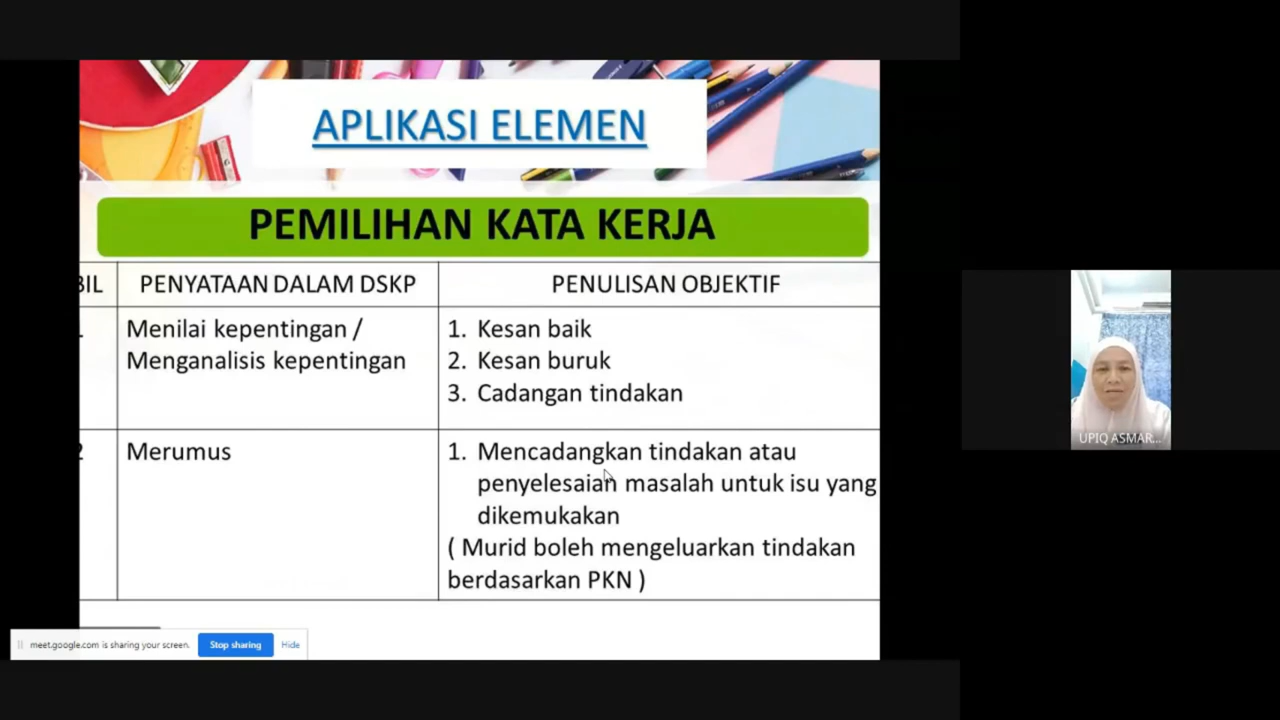 APLIKASI ELEMEN
PEMILIHAN KATA KERJA
BIL PENYATAAN DALAM DSKP PENULISAN OBJEKTIF
Menilai kepentingan /
Menganalisis kepentingan
1. Kesan baik
2. Kesan buruk
3. Cadangan tindakan
2 Merumus
1. Mencadangkan tindakan atau
penyelesaian masalah untuk isu yang
dikemukakan
( Murid boleh mengeluarkan tindakan
berdasarkan PKN )
meet.google.com is sharing your screen. Stop sharing Hide
UPIQ ASMAR...